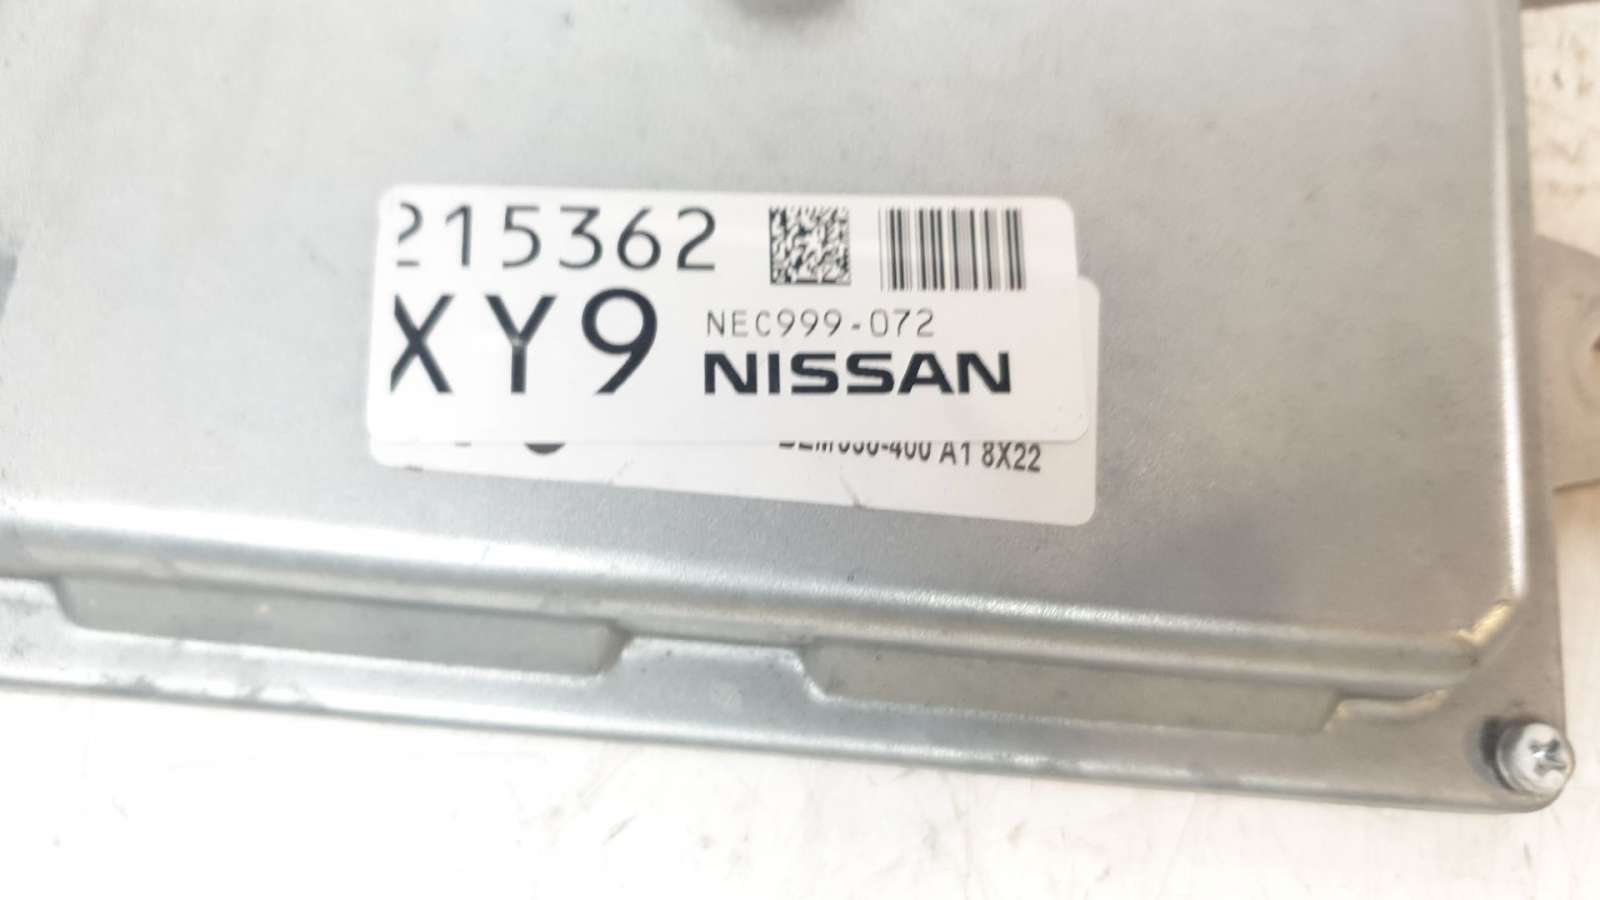 215362
XY9
NEC999-072
NISSAN
A1 8X22